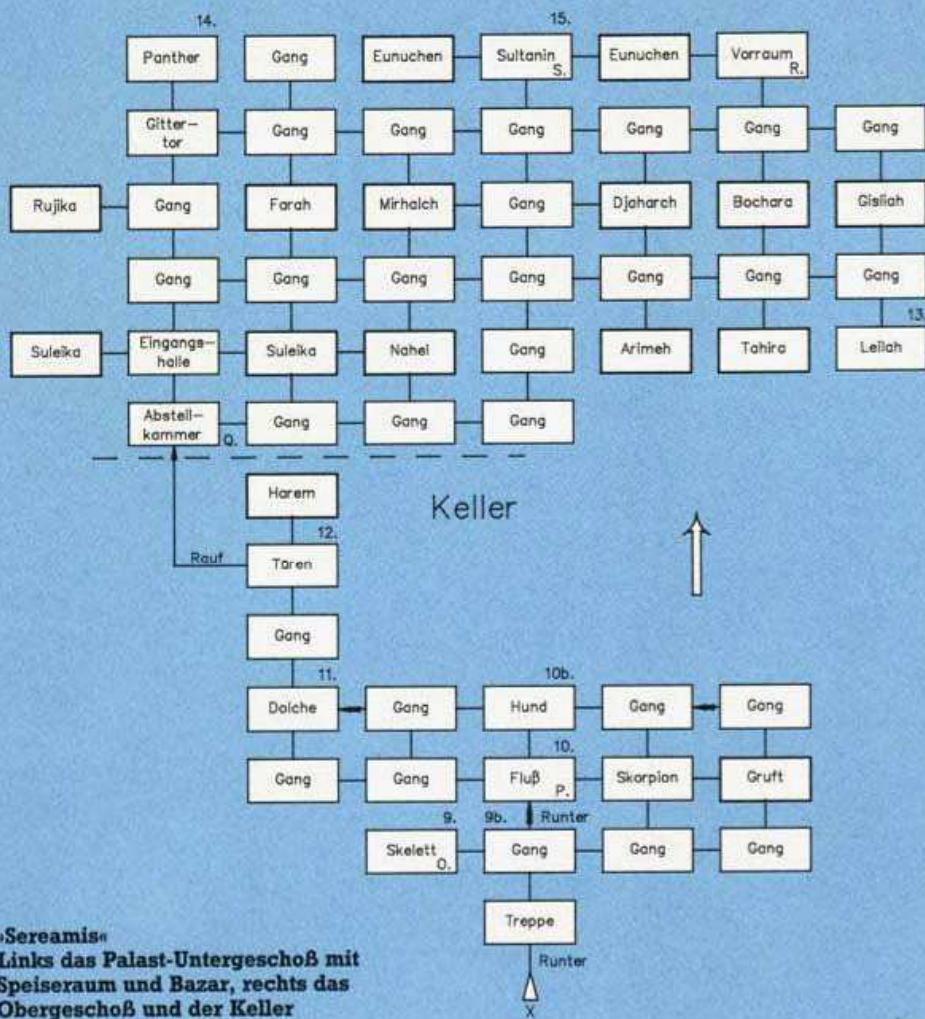 14.
15.
Panther
Gang
Eunuchen
Sultanin
S.
Eunuchen
Vorraum
R.
Gitter-
tor
Gang
Gang
Gang
Gang
Gang
Gang
Rujika
Gang
Farah
Mirhalch
Gang
Djaharch
Bochara
Gisliah
Gang
Gang
Gang
Gang
Gang
Gang
Gang
13.
Suleika
Eingangs-
halle
Suleika
Nahel
Gang
Arimeh
Tahira
Leilah
Abstell-
kammer
Q.
Gang
Gang
Gang
Harem
Keller
12.
Rauf
Türen
Gang
11.
10b.
Dolche
Gang
Hund
Gang
Gang
10.
Gang
Gang
Fluß
P.
Skorpion
Gruft
9.
9b.
Runter
Skelett
O.
Gang
Gang
Gang
Treppe
Runter
X
»Sereamis«
Links das Palast-Untergeschoß mit
Speiseraum und Bazar, rechts das
Obergeschoß und der Keller